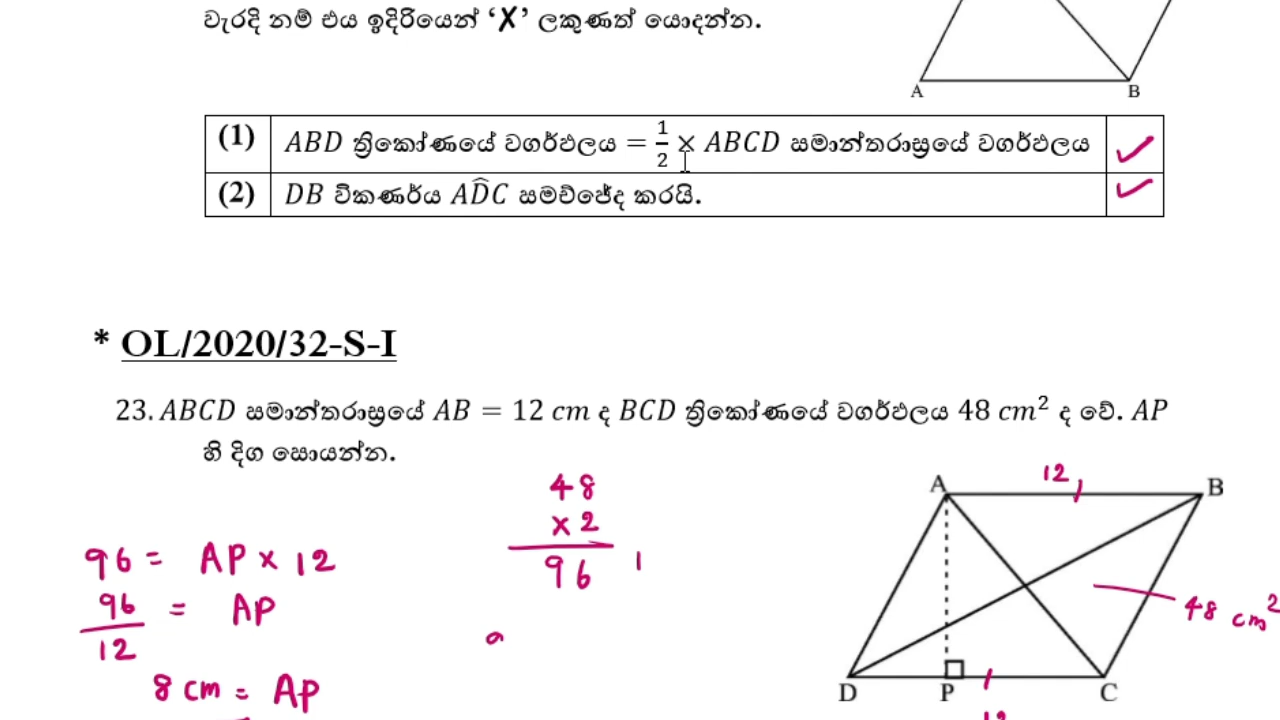 වැරදි නම් එය ඉදිරියෙන් ‘X’ ලකුණත් යොදන්න.
A B
(1) ABD ත්‍රිකෝණයේ වර්ගඵලය = 1/2 × ABCD සමාන්තරාස්‍රයේ වර්ගඵලය ✓
(2) DB විකර්ණය AD̂C සමච්ඡේද කරයි. ✓
* OL/2020/32-S-I
23. ABCD සමාන්තරාස්‍රයේ AB = 12 cm ද BCD ත්‍රිකෝණයේ වර්ගඵලය 48 cm² ද වේ. AP
හි දිග සොයන්න.
A 12 B
48
× 2
96
96 = AP × 12
96/12 = AP
8 cm = AP
48 cm²
D P C
12